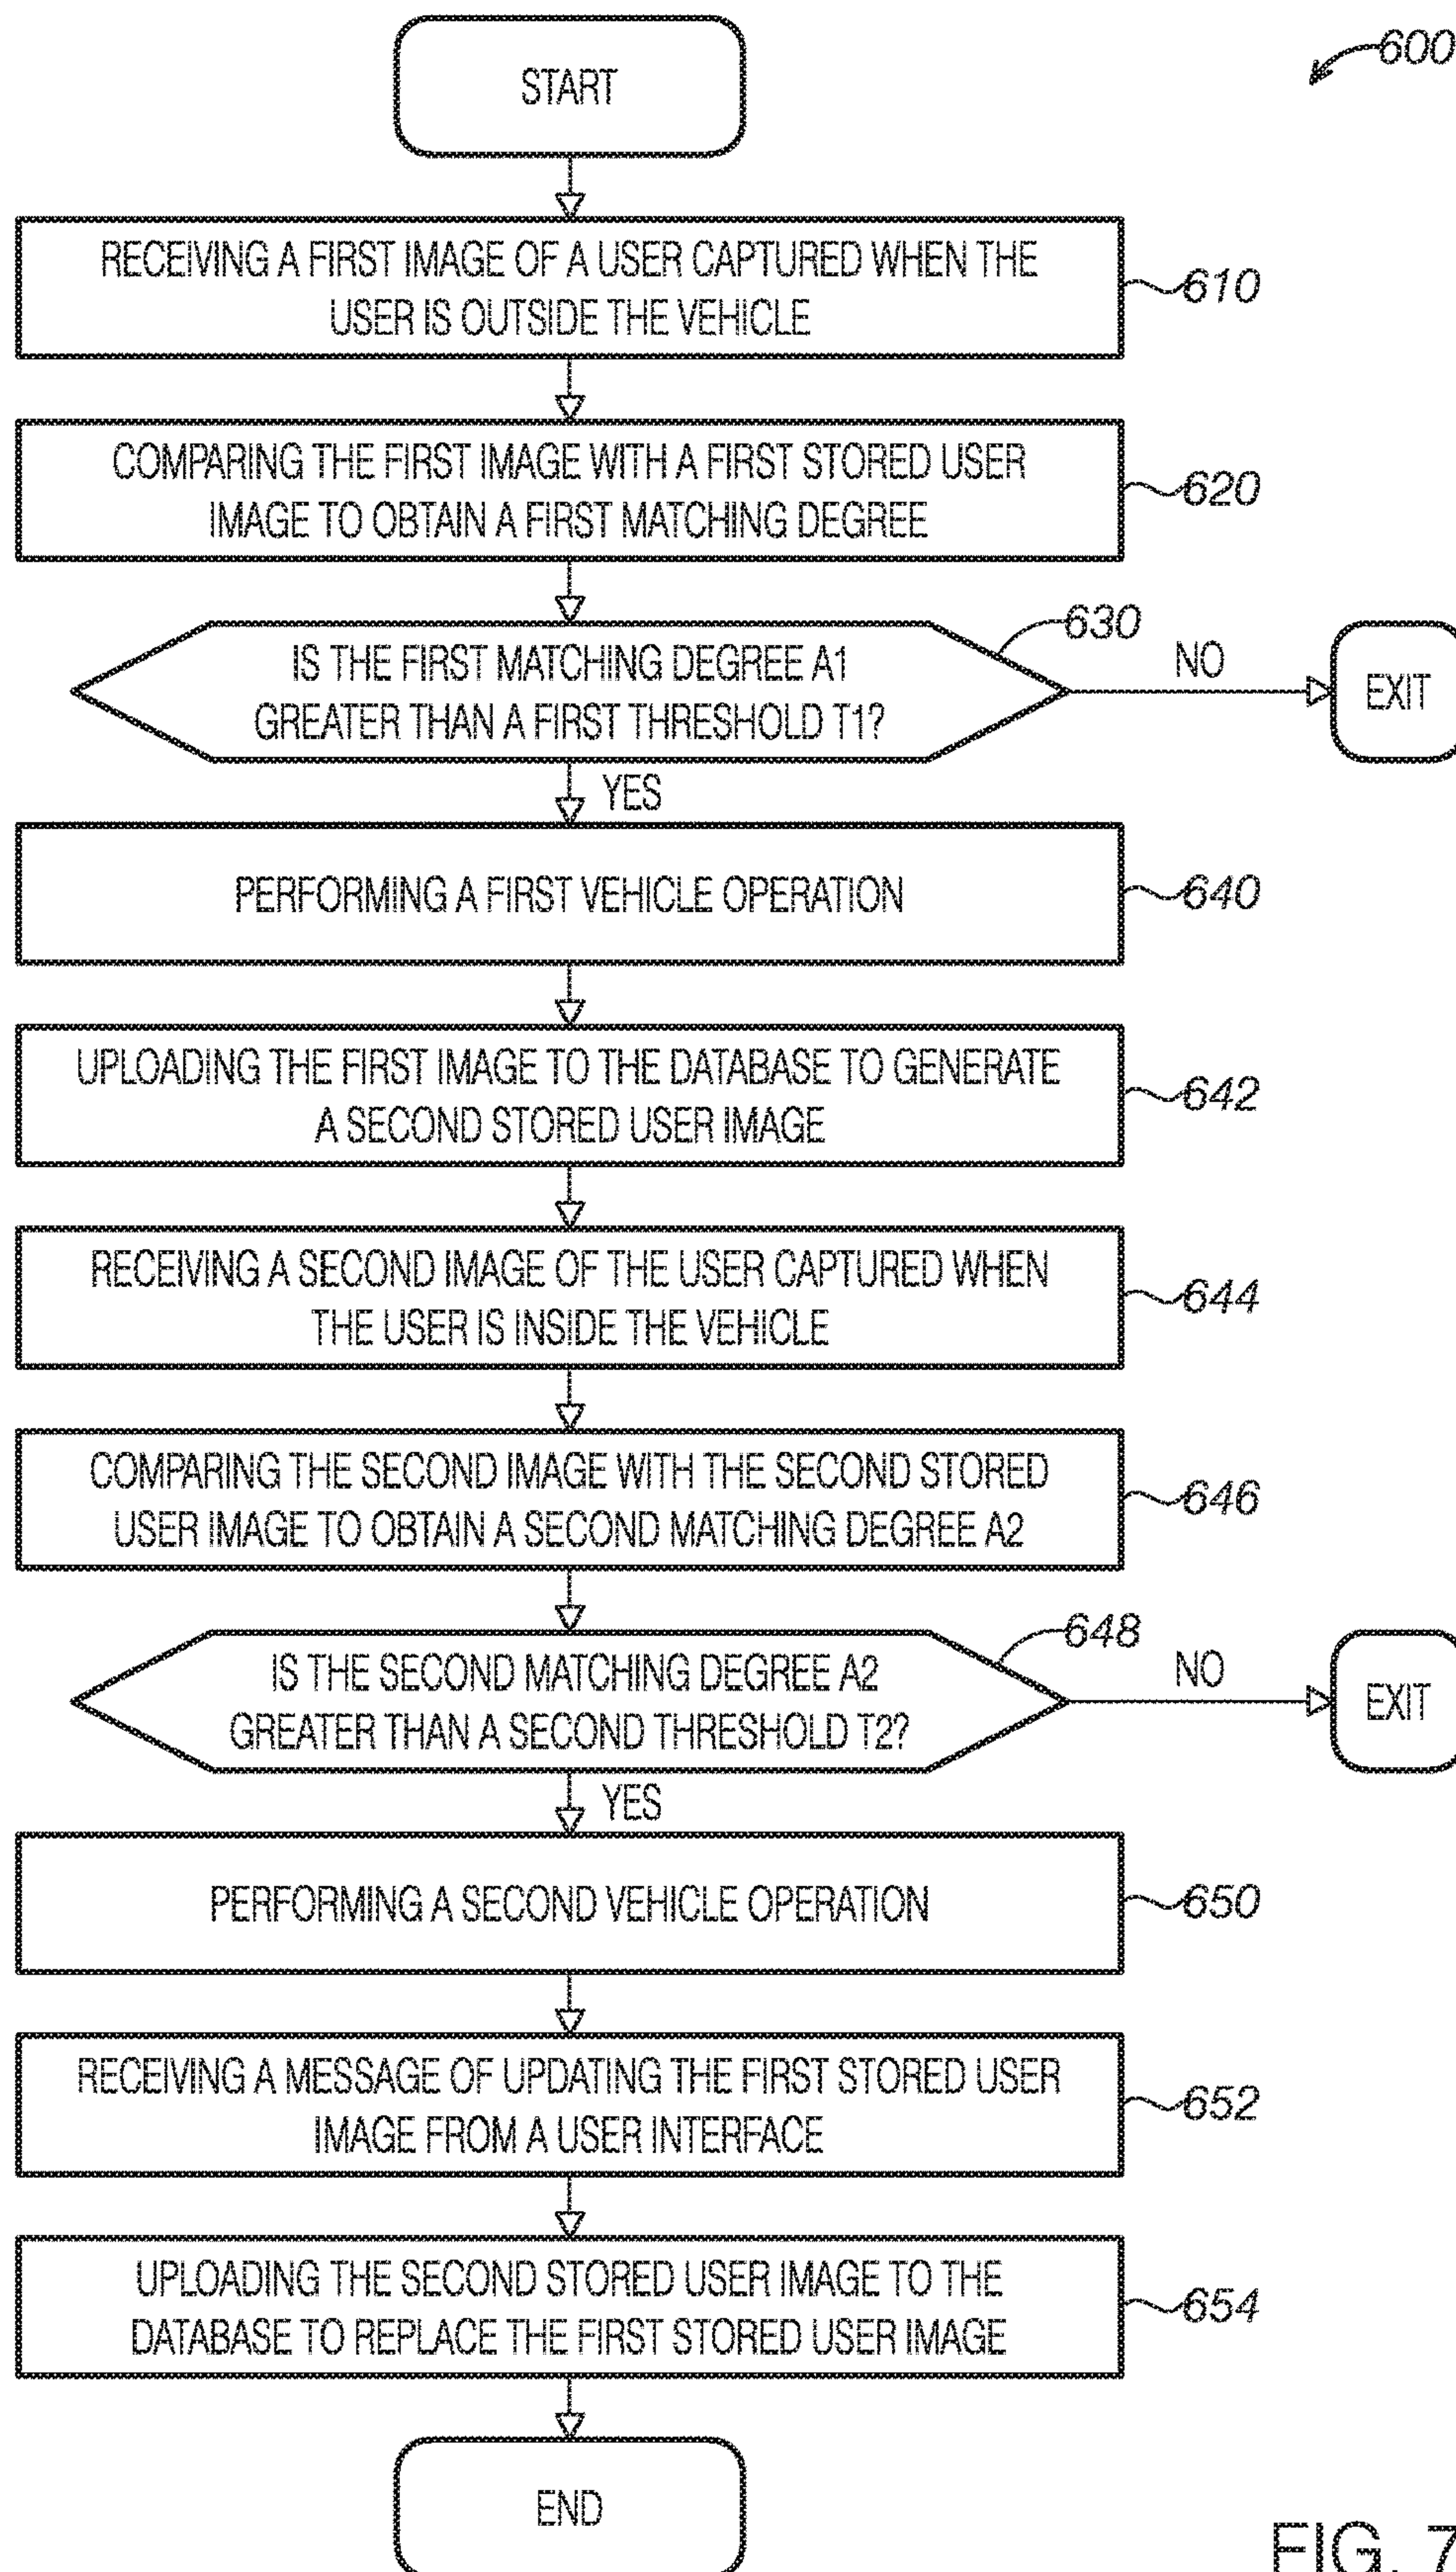 START
600
RECEIVING A FIRST IMAGE OF A USER CAPTURED WHEN THE
USER IS OUTSIDE THE VEHICLE
610
COMPARING THE FIRST IMAGE WITH A FIRST STORED USER
IMAGE TO OBTAIN A FIRST MATCHING DEGREE
620
IS THE FIRST MATCHING DEGREE A1
GREATER THAN A FIRST THRESHOLD T1?
630
NO
EXIT
YES
PERFORMING A FIRST VEHICLE OPERATION
640
UPLOADING THE FIRST IMAGE TO THE DATABASE TO GENERATE
A SECOND STORED USER IMAGE
642
RECEIVING A SECOND IMAGE OF THE USER CAPTURED WHEN
THE USER IS INSIDE THE VEHICLE
644
COMPARING THE SECOND IMAGE WITH THE SECOND STORED
USER IMAGE TO OBTAIN A SECOND MATCHING DEGREE A2
646
IS THE SECOND MATCHING DEGREE A2
GREATER THAN A SECOND THRESHOLD T2?
648
NO
EXIT
YES
PERFORMING A SECOND VEHICLE OPERATION
650
RECEIVING A MESSAGE OF UPDATING THE FIRST STORED USER
IMAGE FROM A USER INTERFACE
652
UPLOADING THE SECOND STORED USER IMAGE TO THE
DATABASE TO REPLACE THE FIRST STORED USER IMAGE
654
END
FIG. 7